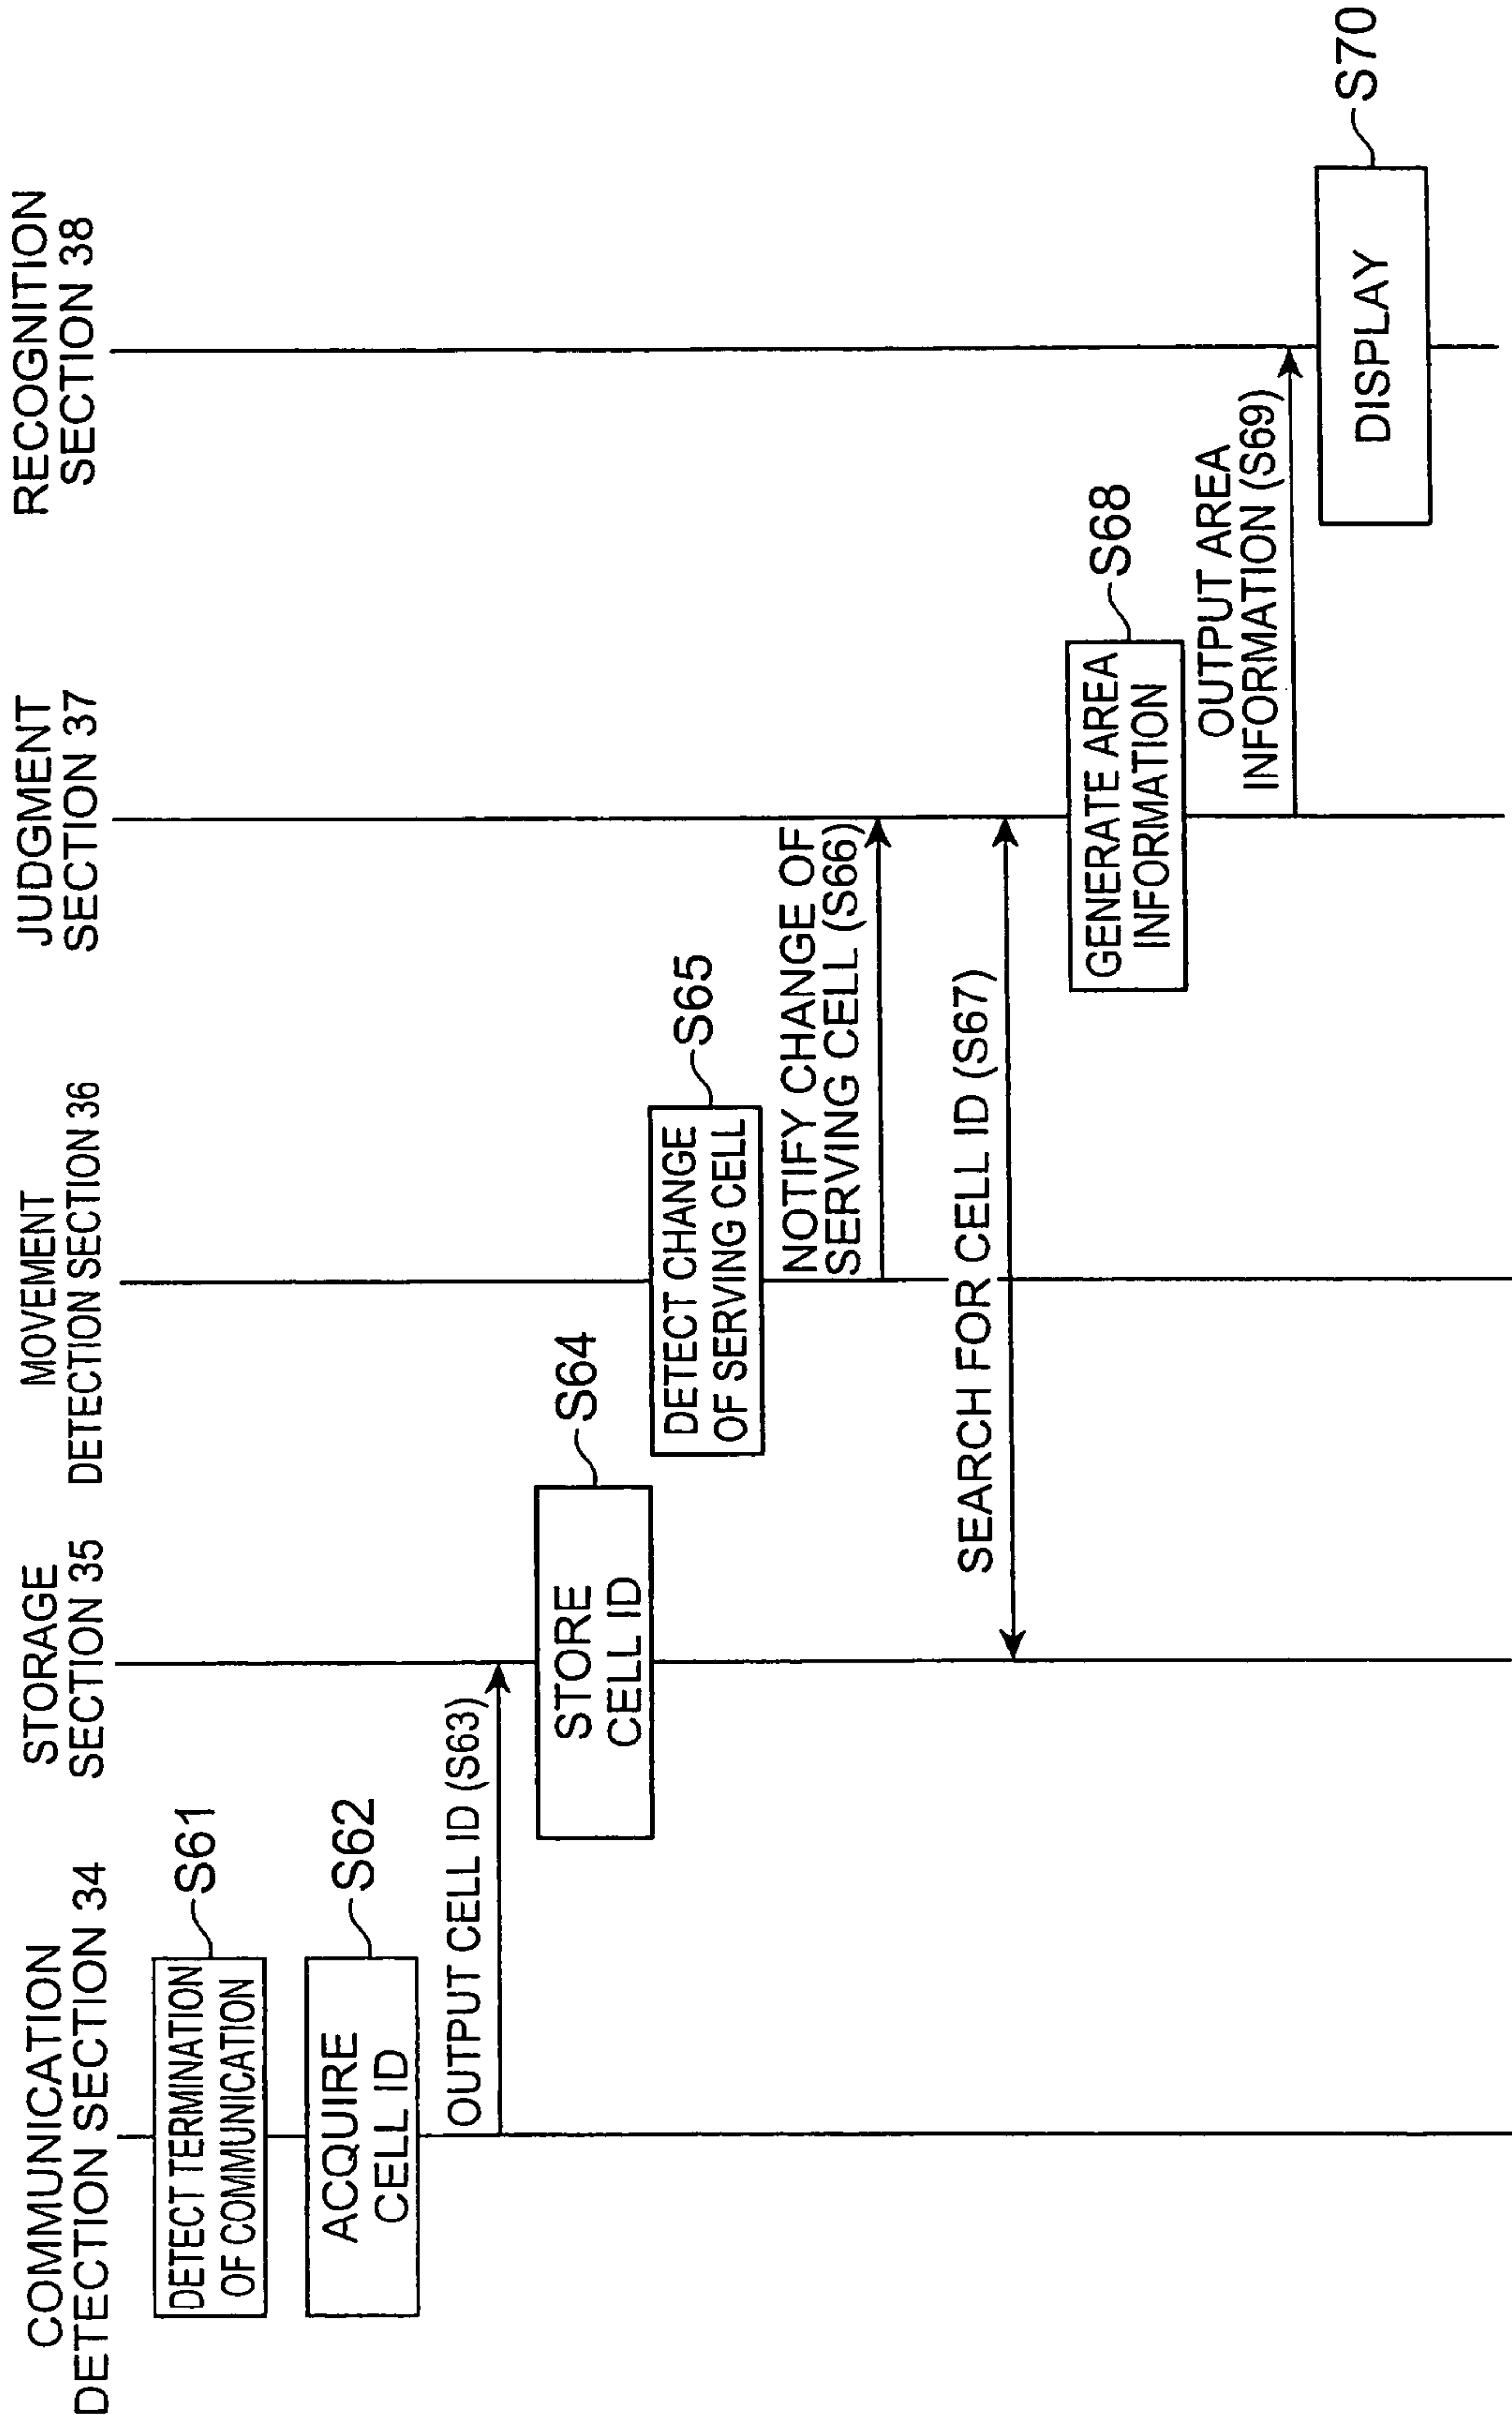 COMMUNICATION
DETECTION SECTION 34
STORAGE
SECTION 35
MOVEMENT
DETECTION SECTION 36
JUDGMENT
SECTION 37
RECOGNITION
SECTION 38
DETECT TERMINATION
OF COMMUNICATION
S61
ACQUIRE
CELL ID
S62
OUTPUT CELL ID (S63)
STORE
CELL ID
S64
DETECT CHANGE
OF SERVING CELL
S65
NOTIFY CHANGE OF
SERVING CELL (S66)
SEARCH FOR CELL ID (S67)
GENERATE AREA
INFORMATION
S68
OUTPUT AREA
INFORMATION (S69)
DISPLAY
S70